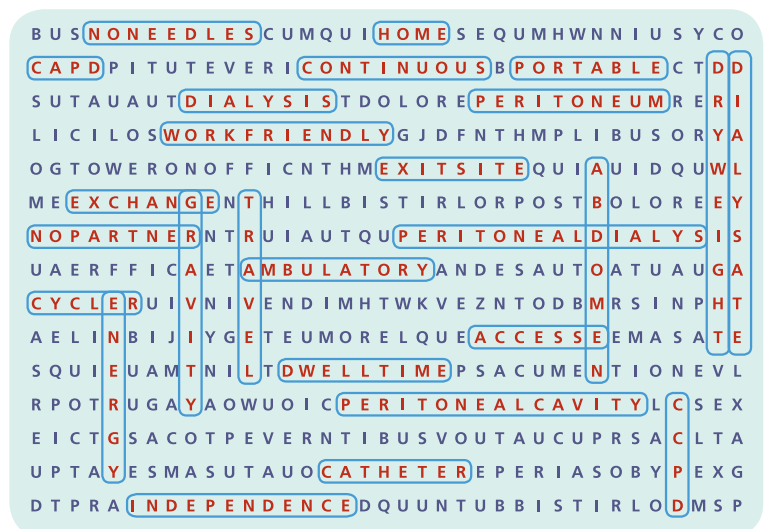 BUSNONEEDLESCUMQUIHOMESEQUMHWNNIUSYCO
CAPDPITUTEVERICONTINUOUSBPORTABLECTDD
SUTAUAUTDIALYSISTDOLOREPERITONEUMRERI
LICILOSWORKFRIENDLYGJDFNTHMPLIBUSORYA
OGTOWERONOFFICNTHMEXITSITEQUIAUIDQUWL
MEEXCHANGENTHILLBISTIRLORPOSTBOLOREEY
NOPARTNERNTRUIAUTQUPERITONEALDIALYSIS
UAERFFICAETAMBULATORYANDESAUTOATUAUGA
CYCLERUIVNIVENDIMHTWKVEZNTODBMRSINPHT
AELINBIJIYGETEUMORELQUEACCESSEEMASATE
SQUIEUAMTNILTDWELLTIMEPSACUMENTIONEVL
RPOTRUGAYAOWUOICPERITONEALCAVITYLCSEX
EICTGSACOTPEVERNTIBUSVOUTAUCUPRSACLTA
UPTAYESMASUTAUOCATHETEREPERIASOBYPEXG
DTPRAINDEPENDENCEDQUUNTUBBISTIRLODMSP